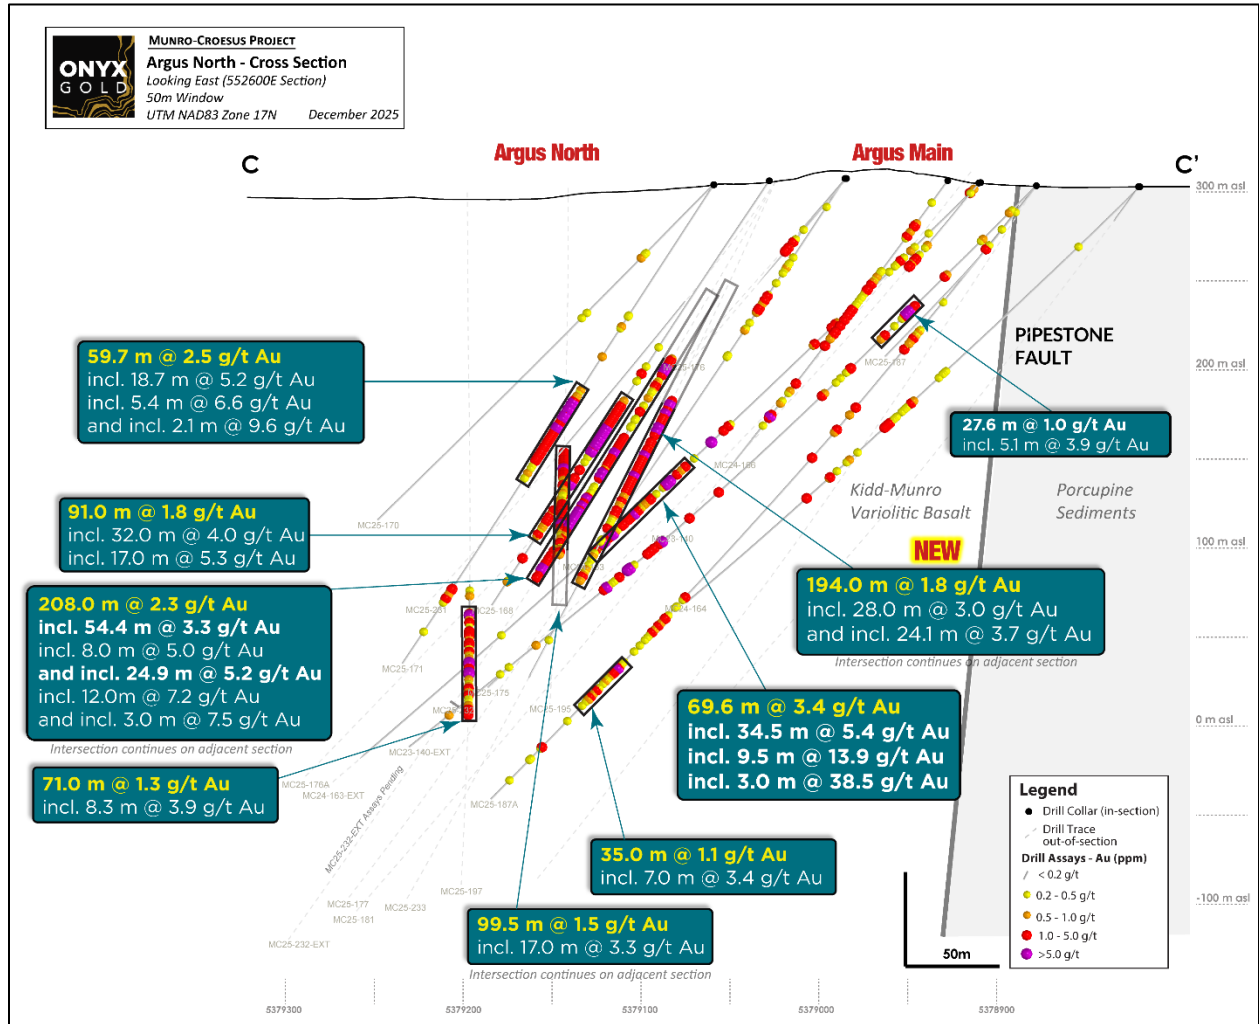 ONYX
GOLD
MUNRO-CROESUS PROJECT
Argus North - Cross Section
Looking East (552600E Section)
50m Window
UTM NAD83 Zone 17N December 2025
C
Argus North
Argus Main
C'
300 m asl
200 m asl
100 m asl
0 m asl
-100 m asl
59.7 m @ 2.5 g/t Au
incl. 18.7 m @ 5.2 g/t Au
incl. 5.4 m @ 6.6 g/t Au
and incl. 2.1 m @ 9.6 g/t Au
PIPESTONE
FAULT
MC25-187
27.6 m @ 1.0 g/t Au
incl. 5.1 m @ 3.9 g/t Au
MC24-166
Kidd-Munro
Variolitic Basalt
Porcupine
Sediments
91.0 m @ 1.8 g/t Au
incl. 32.0 m @ 4.0 g/t Au
incl. 17.0 m @ 5.3 g/t Au
MC25-170
NEW
194.0 m @ 1.8 g/t Au
incl. 28.0 m @ 3.0 g/t Au
and incl. 24.1 m @ 3.7 g/t Au
Intersection continues on adjacent section
208.0 m @ 2.3 g/t Au
incl. 54.4 m @ 3.3 g/t Au
incl. 8.0 m @ 5.0 g/t Au
and incl. 24.9 m @ 5.2 g/t Au
incl. 12.0m @ 7.2 g/t Au
and incl. 3.0 m @ 7.5 g/t Au
Intersection continues on adjacent section
MC25-168
MC25-171
MC25-175
MC25-195
MC23-140-EXT
MC25-187A
MC25-176A
MC24-163-EXT
MC25-232-EXT Assays Pending
69.6 m @ 3.4 g/t Au
incl. 34.5 m @ 5.4 g/t Au
incl. 9.5 m @ 13.9 g/t Au
incl. 3.0 m @ 38.5 g/t Au
71.0 m @ 1.3 g/t Au
incl. 8.3 m @ 3.9 g/t Au
35.0 m @ 1.1 g/t Au
incl. 7.0 m @ 3.4 g/t Au
MC25-197
MC25-177
MC25-181
MC25-233
MC25-232-EXT
99.5 m @ 1.5 g/t Au
incl. 17.0 m @ 3.3 g/t Au
Intersection continues on adjacent section
Legend
Drill Collar (in-section)
Drill Trace
out-of-section
Drill Assays - Au (ppm)
< 0.2 g/t
0.2 - 0.5 g/t
0.5 - 1.0 g/t
1.0 - 5.0 g/t
>5.0 g/t
50m
5379300
5379200
5379100
5379000
5378900